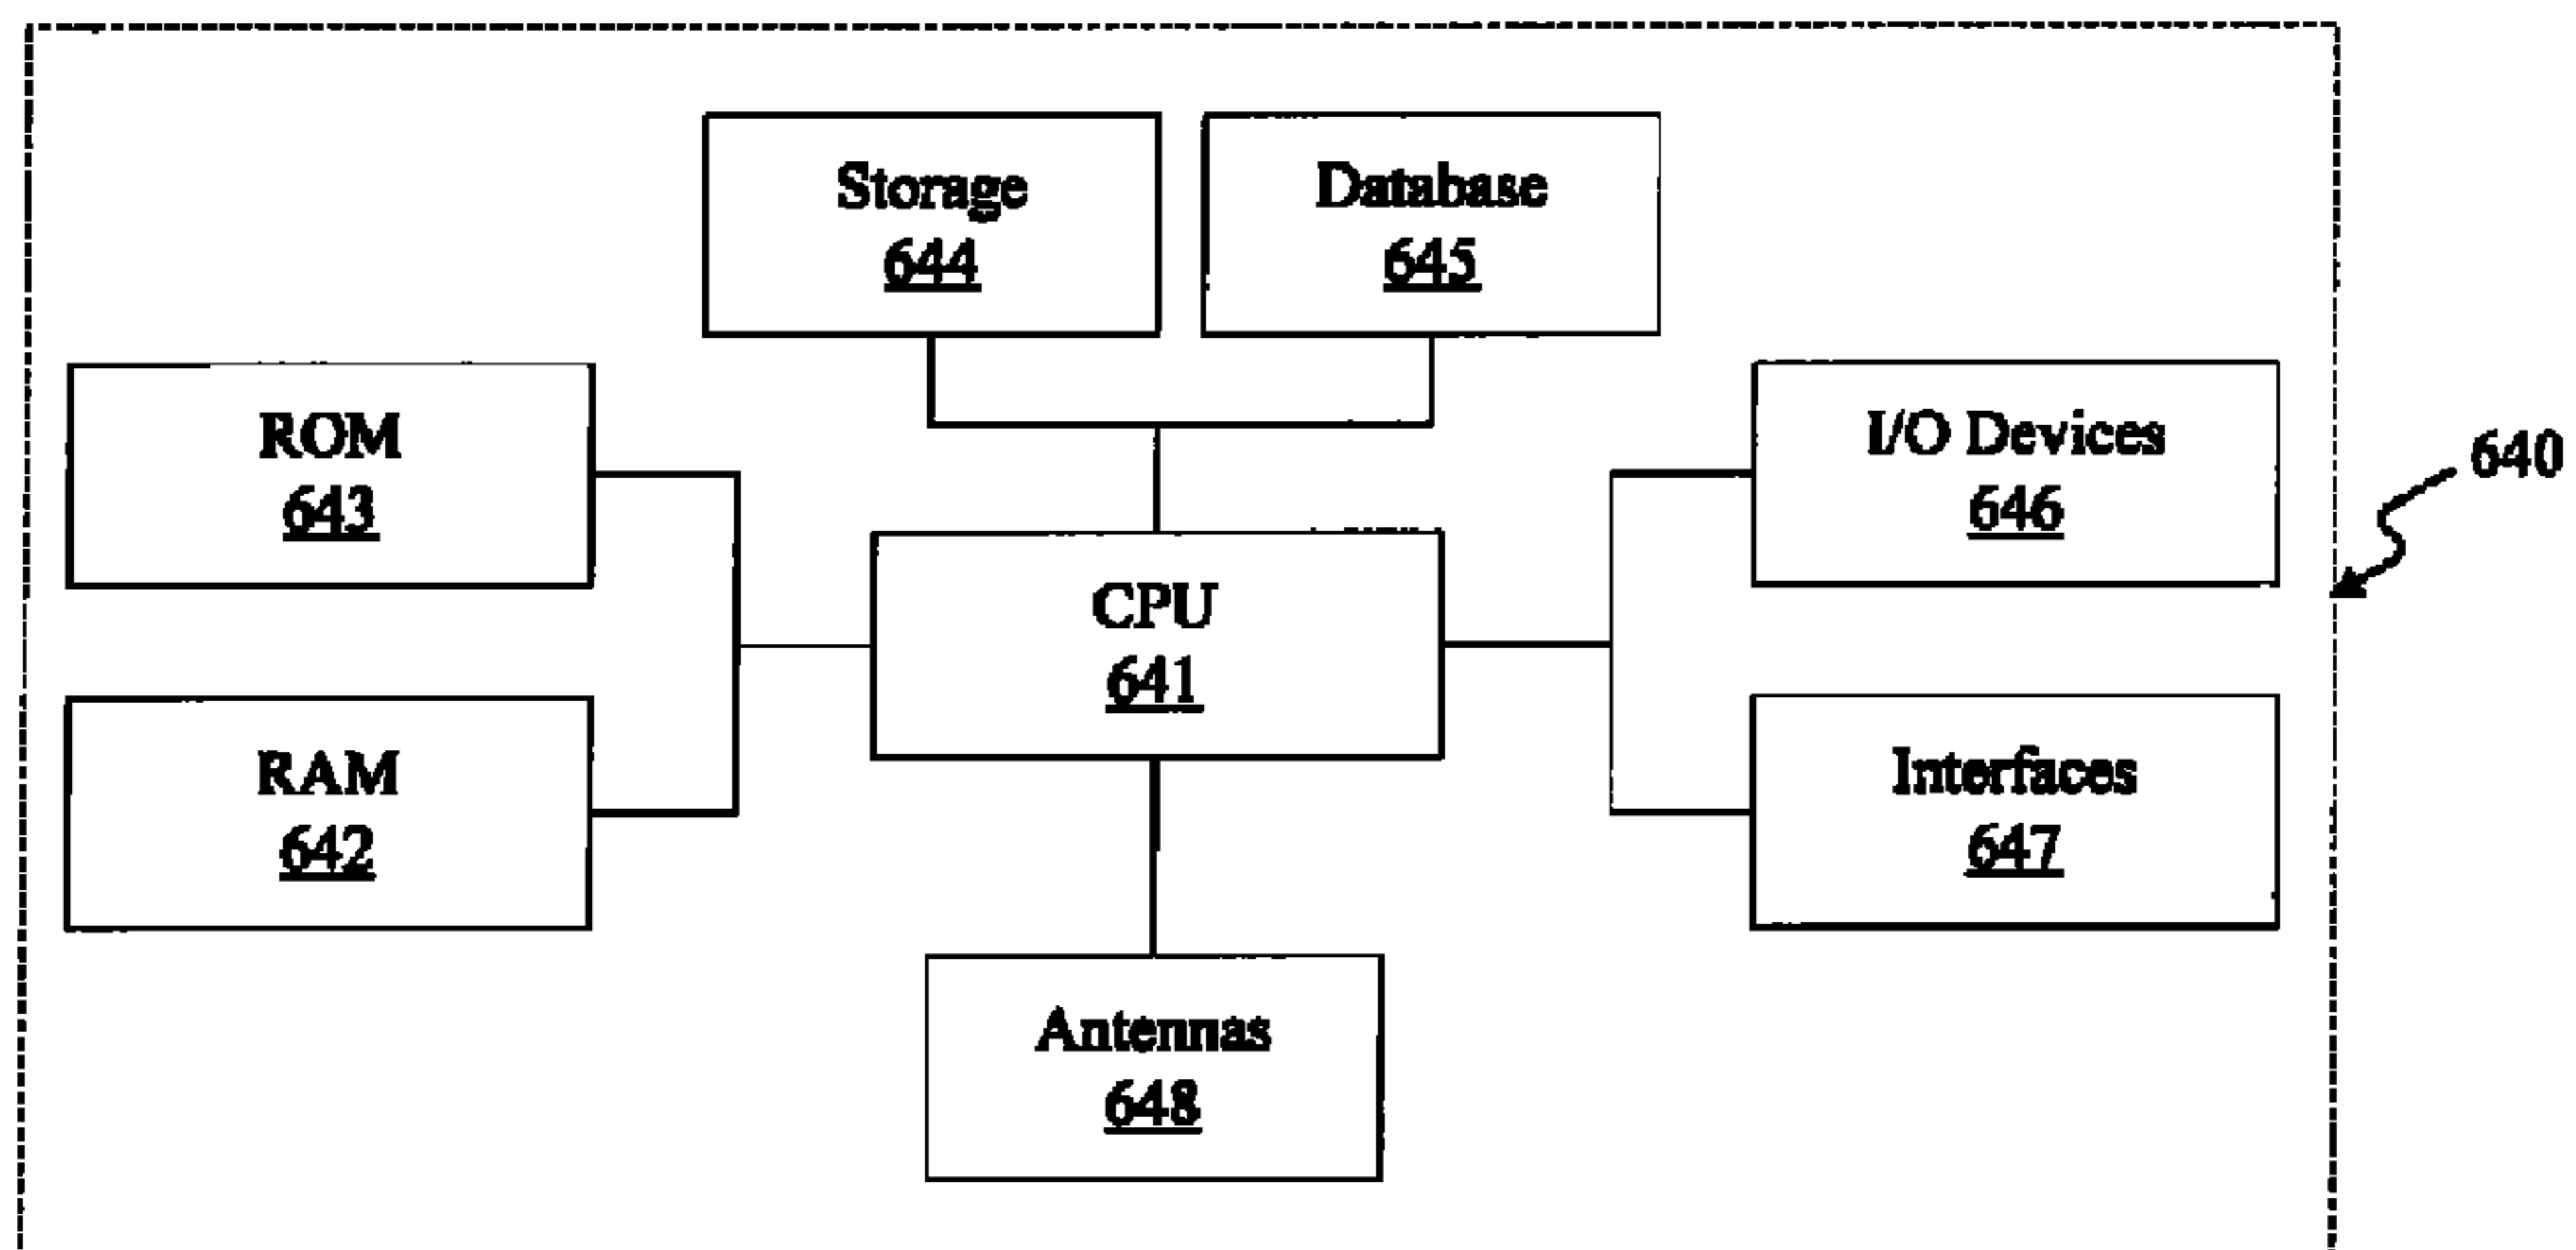 Storage
644
Database
645
ROM
643
I/O Devices
646
640
CPU
641
RAM
642
Interfaces
647
Antennas
648